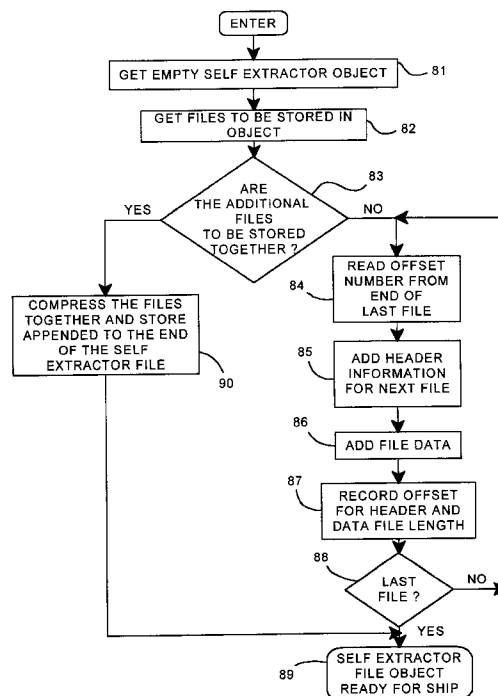 ENTER
GET EMPTY SELF EXTRACTOR OBJECT
81
GET FILES TO BE STORED IN
OBJECT
82
ARE
THE ADDITIONAL
FILES
TO BE STORED
TOGETHER ?
83
YES
NO
COMPRESS THE FILES
TOGETHER AND STORE
APPENDED TO THE END
OF THE SELF
EXTRACTOR FILE
90
READ OFFSET
NUMBER FROM
END OF
LAST FILE
84
85
ADD HEADER
INFORMATION
FOR NEXT FILE
86
ADD FILE DATA
87
RECORD OFFSET
FOR HEADER AND
DATA FILE LENGTH
88
LAST
FILE ?
NO
YES
89
SELF EXTRACTOR
FILE OBJECT
READY FOR SHIP